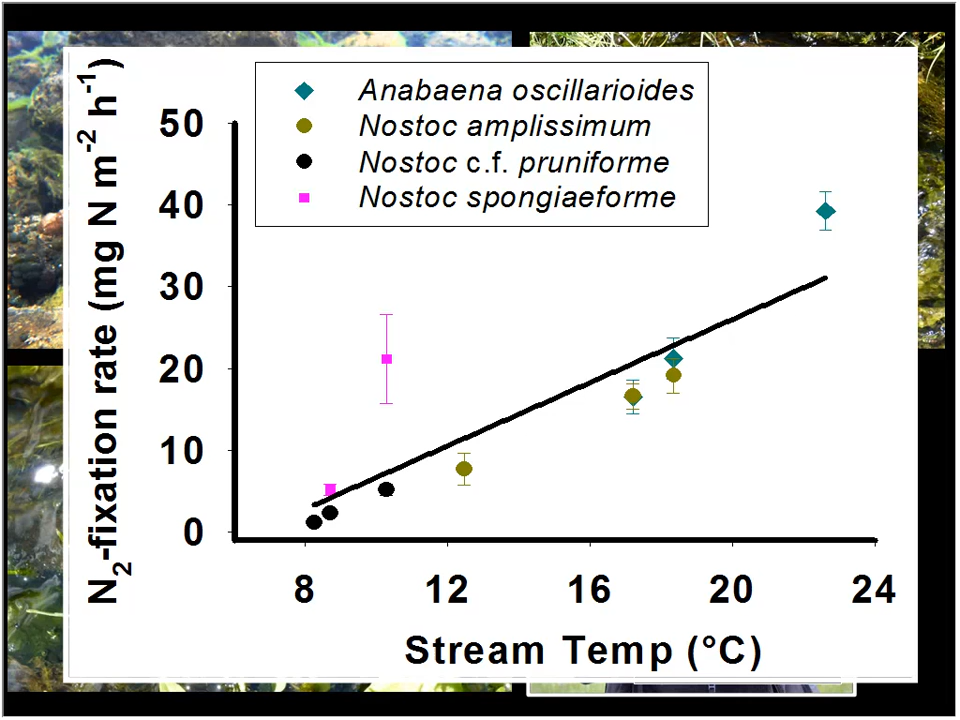 Anabaena oscillarioides
Nostoc amplissimum
Nostoc c.f. pruniforme
Nostoc spongiaeforme
N2-fixation rate (mg N m-2 h-1)
50
40
30
20
10
0
8 12 16 20 24
Stream Temp (°C)